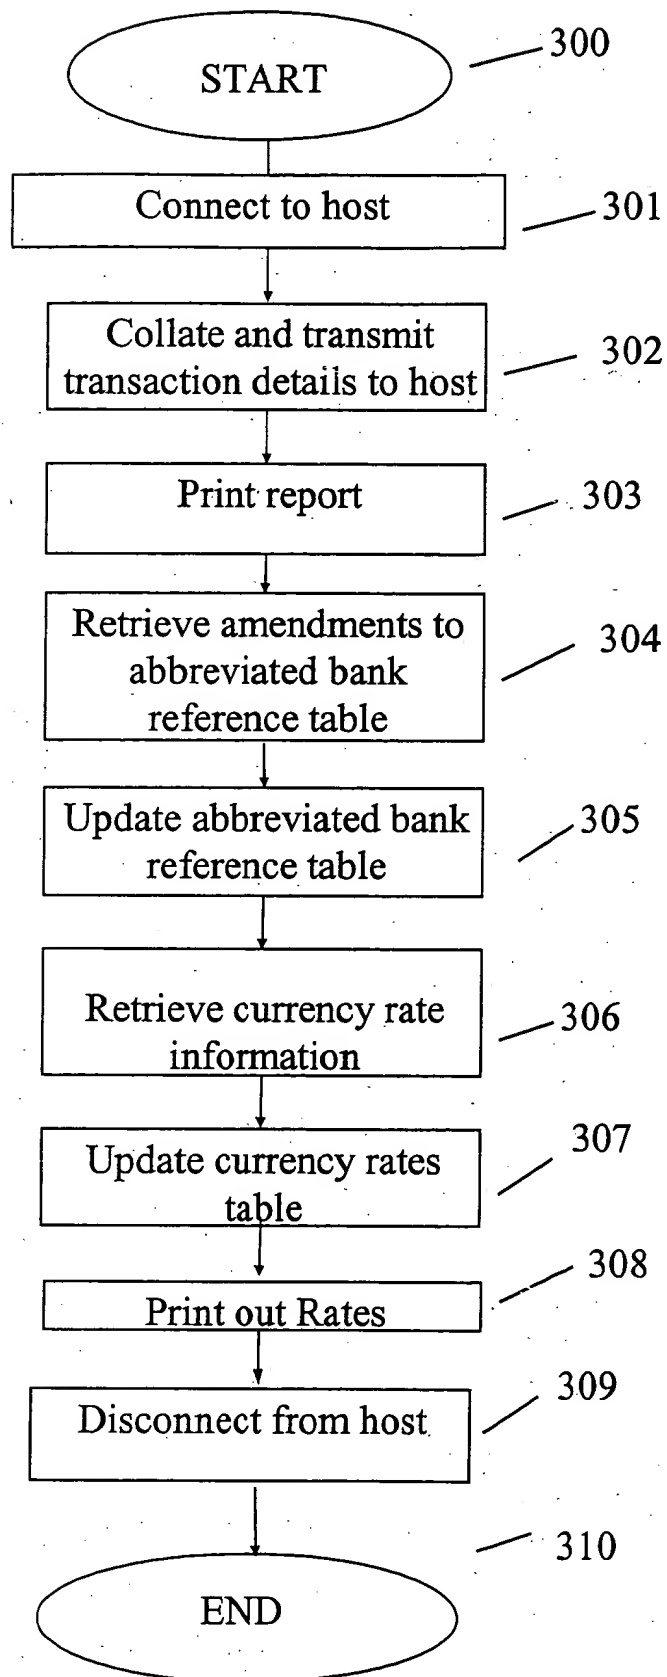 START
300
Connect to host
301
Collate and transmit
transaction details to host
302
Print report
303
Retrieve amendments to
abbreviated bank
reference table
304
Update abbreviated bank
reference table
305
Retrieve currency rate
information
306
Update currency rates
table
307
Print out Rates
308
Disconnect from host
309
END
310